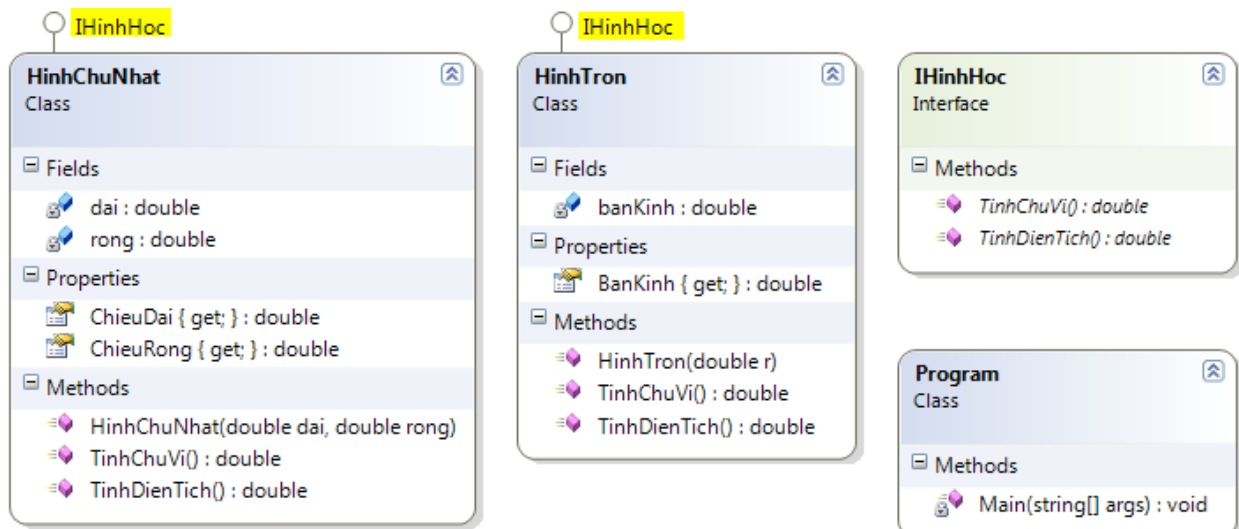 IHinhHoc
HinhChuNhat
Class
Fields
dai : double
rong : double
Properties
ChieuDai { get; } : double
ChieuRong { get; } : double
Methods
HinhChuNhat(double dai, double rong)
TinhChuVi() : double
TinhDienTich() : double
IHinhHoc
HinhTron
Class
Fields
banKinh : double
Properties
BanKinh { get; } : double
Methods
HinhTron(double r)
TinhChuVi() : double
TinhDienTich() : double
IHinhHoc
Interface
Methods
TinhChuVi() : double
TinhDienTich() : double
Program
Class
Methods
Main(string[] args) : void